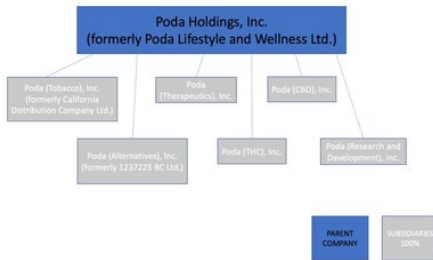 Poda Holdings, Inc.
(formerly Poda Lifestyle and Wellness Ltd.)
Poda (Tobacco), Inc.
(formerly California
Distribution Company Ltd.)
Poda
(Therapeutics), Inc.
Poda (CBD), Inc.
Poda (Alternatives), Inc.
(formerly 1237225 BC Ltd.)
Poda (THC), Inc.
Poda (Research and
Development), Inc.
PARENT
COMPANY
SUBSIDIARIES
100%